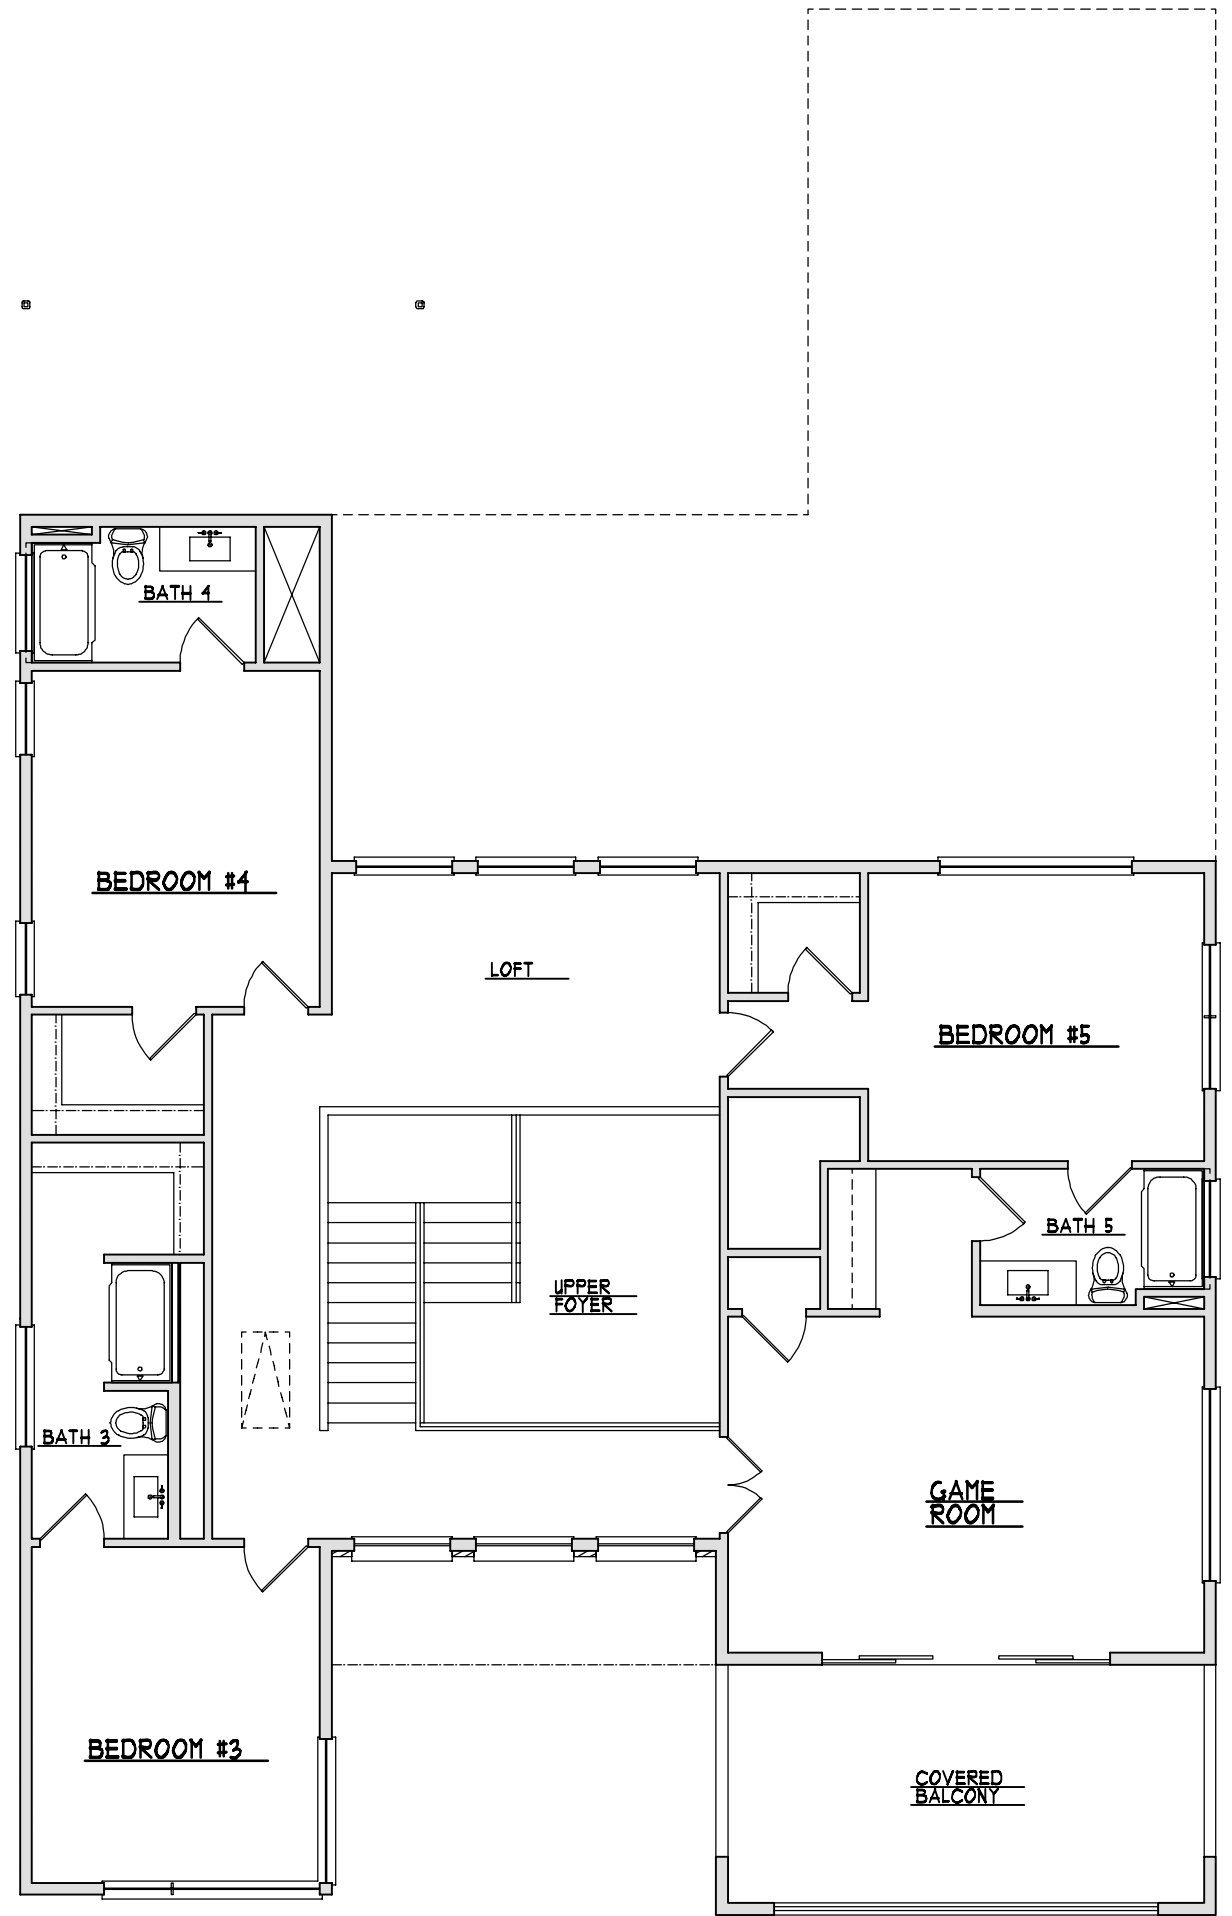 BATH 4
BEDROOM #4
LOFT
BEDROOM #5
BATH 5
UPPER
FOYER
BATH 3
GAME
ROOM
BEDROOM #3
COVERED
BALCONY